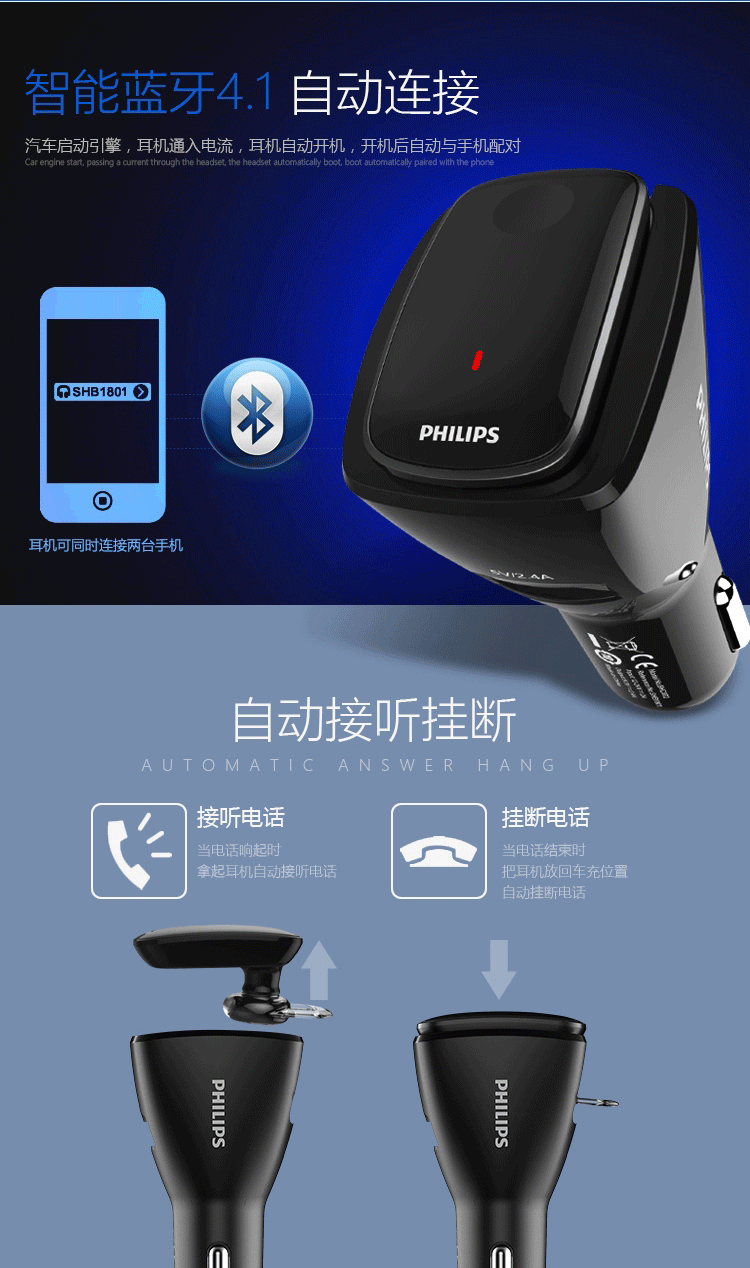 智能蓝牙4.1 自动连接
汽车启动引擎，耳机通入电流，耳机自动开机，开机后自动与手机配对
Car engine start, passing a current through the headset, the headset automatically boot, boot automatically paired with the phone
SHB1801
PHILIPS
PHILIPS
耳机可同时连接两台手机
5V/2.4A
CE
自动接听挂断
AUTOMATIC ANSWER HANG UP
接听电话
当电话响起时
拿起耳机自动接听电话
挂断电话
当电话结束时
把耳机放回车充位置
自动挂断电话
PHILIPS
PHILIPS